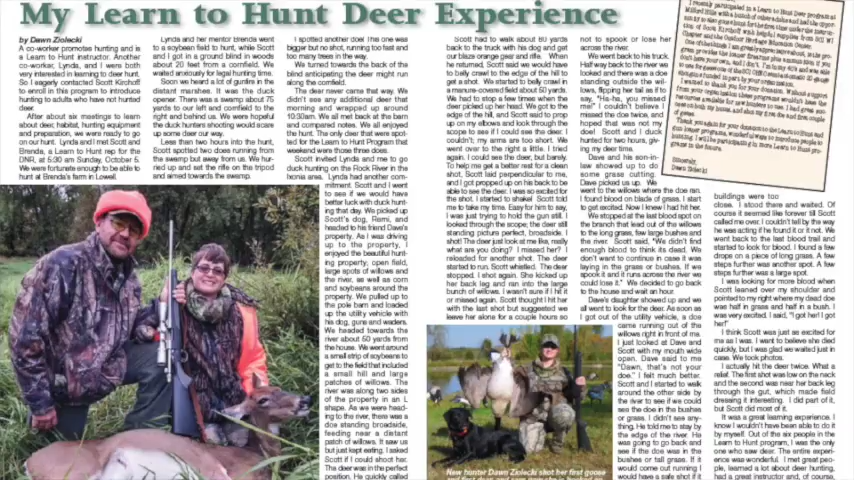 My Learn to Hunt Deer Experience
by Dawn Ziolecki
A co-worker promotes hunting and is
a Learn to Hunt instructor. Another
co-worker, Lynda, and I were both
very interested in learning to deer hunt.
So I eagerly contacted Scott Kirchoff
to enroll in this program to introduce
hunting to adults who have not hunted
deer.
After about six meetings to learn
about deer, habitat, hunting equipment
and preparation, we were ready to go
on our hunt. Lynda and I met Scott and
Brenda, a Learn to Hunt rep for the
DNR, at 5:30 am Sunday, October 5.
We were fortunate enough to be able to
hunt at Brenda's farm in Lowell.
Lynda and her mentor Brenda went
to a soybean field to hunt, while Scott
and I got in a ground blind in woods
about 20 feet from a cornfield. We
waited anxiously for legal hunting time.
Soon we heard a lot of gunfire in the
distant marshes. It was the duck
opener. There was a swamp about 75
yards to our left and cornfield to the
right and behind us. We were hopeful
the duck hunters shooting would scare
up some deer our way.
Less than two hours into the hunt,
Scott spotted two does running from
the swamp but away from us. We hur-
ried up and set the rifle on the tripod
and aimed towards the swamp.
I spotted another doe! This one was
bigger but no shot, running too fast and
too many trees in the way.
We turned towards the back of the
blind anticipating the deer might run
along the cornfield.
The deer never came that way. We
didn't see any additional deer that
morning and wrapped up around
10:30am. We all met back at the barn
and compared notes. We all enjoyed
the hunt. The only deer that were spot-
ted for the Learn to Hunt Program that
weekend were those three does.
Scott invited Lynda and me to go
duck hunting on the Rock River in the
Ixonia area. Lynda had another com-
mitment. Scott and I went
to see if we would have
better luck with duck hunt-
ing that day. We picked up
Scott's dog, Remi, and
headed to his friend Dave's
property. As I was driving
up to the property, I
enjoyed the beautiful hunt-
ing property; open field,
large spots of willows and
the river, as well as corn
and soybeans around the
property. We pulled up to
the pole barn and loaded
up the utility vehicle with
his dog, guns and waders.
We headed towards the
river about 50 yards from
the house. We went around
a small strip of soybeans to
get to the field that included
a small hill and large
patches of willows. The
river was along two sides
of the property in an L
shape. As we were head-
ing to the river, there was a
doe standing broadside,
feeding near a distant
patch of willows. It saw us
but just kept eating. I asked
Scott if I could shoot her.
The deer was in the perfect
position. He quickly called
Scott had to walk about 80 yards
back to the truck with his dog and get
our blaze orange gear and rifle. When
he returned, Scott said we would have
to belly crawl to the edge of the hill to
get a shot. We started to belly crawl in
a manure-covered field about 50 yards.
We had to stop a few times when the
deer picked up her head. We got to the
edge of the hill, and Scott said to prop
up on my elbows and look through the
scope to see if I could see the deer. I
couldn't; my arms are too short. We
went over to the right a little. I tried
again. I could see the deer, but barely.
To help me get a better rest for a clean
shot, Scott laid perpendicular to me,
and I got propped up on his back to be
able to see the deer. I was so excited for
the shot, I started to shake! Scott told
me to take my time. Easy for him to say,
I was just trying to hold the gun still. I
looked through the scope; the deer still
standing picture perfect, broadside. I
shot! The deer just look at me like, really
what are you doing? I missed her? I
reloaded for another shot. The deer
started to run. Scott whistled. The deer
stopped. I shot again. She kicked up
her back leg and ran into the large
bunch of willows. I wasn't sure if I hit it
or missed again. Scott thought I hit her
with the last shot but suggested we
leave her alone for a couple hours so
not to spook or lose her
across the river.
We went back to his truck.
Half way back to the river we
looked and there was a doe
standing outside the wil-
lows, flipping her tail as if to
say, "Ha-ha, you missed
me!" I couldn't believe I
missed the doe twice, and
hoped that was not my
doe! Scott and I duck
hunted for two hours, giv-
ing my deer time.
Dave and his son-in-
law showed up to do
some grass cutting.
Dave picked us up. We
went to the willows where the doe ran.
I found blood on blade of grass. I start
to get excited. Now I knew I had hit her.
We stopped at the last blood spot on
the branch that lead out of the willows
to the long grass, few large bushes and
the river. Scott said, "We didn't find
enough blood to think its dead. We
don't want to continue in case it was
laying in the grass or bushes. If we
spook it and it runs across the river we
could lose it." We decided to go back
to the house and wait an hour.
Dave's daughter showed up and we
all went to look for the deer. As soon as
I got out of the utility vehicle, a doe
came running out of the
willows right in front of me.
I just looked at Dave and
Scott with my mouth wide
open. Dave said to me
"Dawn, that's not your
doe." I felt much better.
Scott and I started to walk
around the other side by
the river to see if we could
see the doe in the bushes
or grass. I didn't see any-
thing. He told me to stay by
the edge of the river. He
was going to go back and
see if the doe was in the
bushes or tall grass. If it
would come out running I
would have a safe shot if it
buildings were too
close. I stood there and waited. Of
course it seemed like forever till Scott
called me over. I couldn't tell by the way
he was acting if he found it or not. We
went back to the last blood trail and
started to look for blood. I found a few
drops on a piece of long grass. A few
steps further was another spot. A few
steps further was a large spot.
I was looking for more blood when
Scott leaned over my shoulder and
pointed to my right where my dead doe
was half in grass and half in a bush. I
was very excited. I said, "I got her! I got
her!"
I think Scott was just as excited for
me as I was. I want to believe she died
quickly, but I was glad we waited just in
case. We took photos.
I actually hit the deer twice. What a
relief. The first shot was low on the neck
and the second was near her back leg
through the gut, which made field
dressing it interesting. I did part of it,
but Scott did most of it.
It was a great learning experience. I
know I wouldn't have been able to do it
by myself. Out of the six people in the
Learn to Hunt program, I was the only
one who saw deer. The entire experi-
ence was wonderful. I met great peo-
ple, learned a lot about deer hunting,
had a great instructor and, of course,
Sincerely,
Dawn Ziolecki
New hunter Dawn Ziolecki shot her first goose